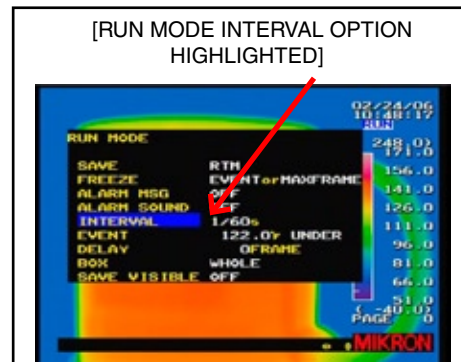 [RUN MODE INTERVAL OPTION
HIGHLIGHTED]
02/24/06
10:48:17
RUN
RUN MODE
248.0)
171.0
SAVE RTM
156.0
FREEZE EVENTorMAXFRAME
ALARM MSG OFF
141.0
ALARM SOUND OFF
126.0
INTERVAL 1/60s
111.0
EVENT 122.0F UNDER
DELAY 0FRAME
96.0
BOX WHOLE
81.0
SAVE VISIBLE OFF
66.0
51.0
( -40.0)
PAGE 0
MIKRON